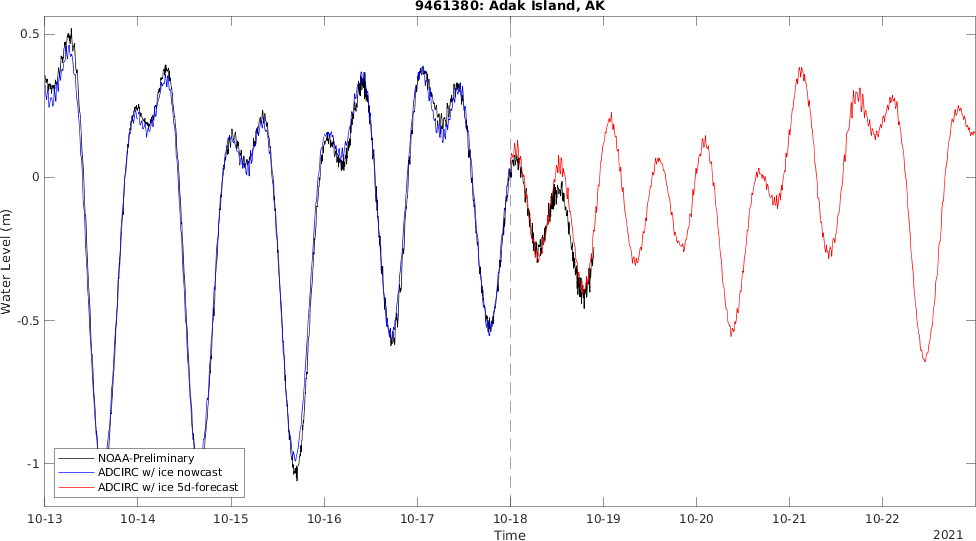 9461380: Adak Island, AK
Water Level (m)
0.5
0
-0.5
-1
NOAA-Preliminary
ADCIRC w/ ice nowcast
ADCIRC w/ ice 5d-forecast
10-13 10-14 10-15 10-16 10-17 10-18 10-19 10-20 10-21 10-22
Time
2021